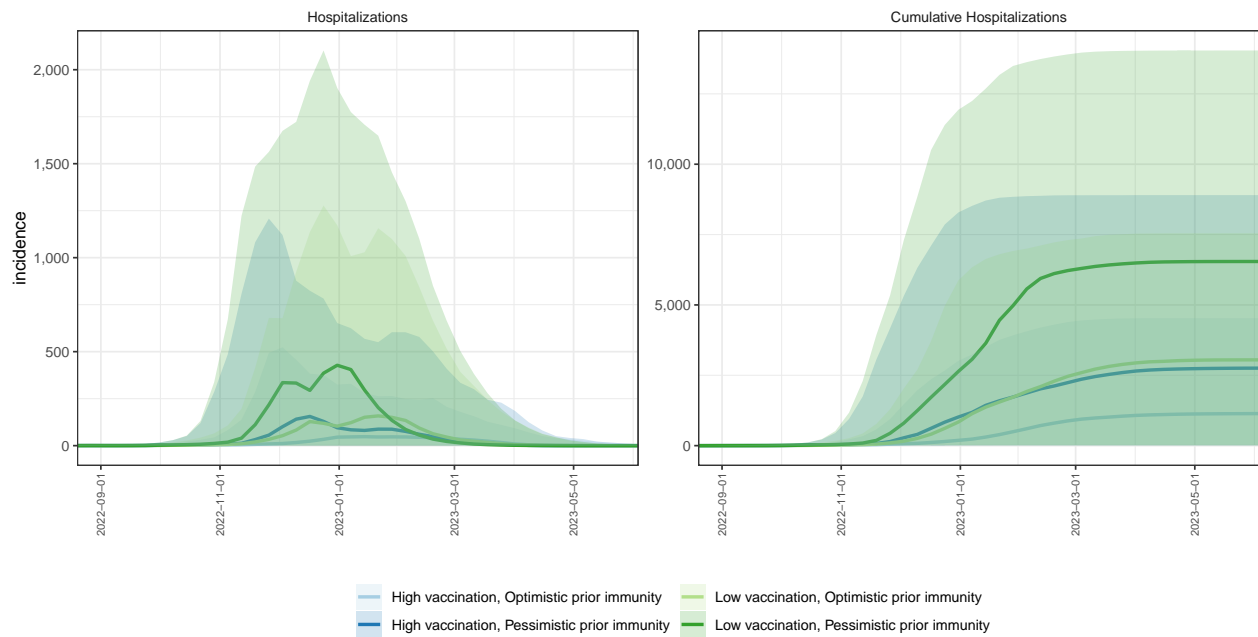 Hospitalizations
Cumulative Hospitalizations
incidence
2,000
1,500
1,000
500
0
10,000
5,000
0
2022−09−01
2022−11−01
2023−01−01
2023−03−01
2023−05−01
2022−09−01
2022−11−01
2023−01−01
2023−03−01
2023−05−01
High vaccination, Optimistic prior immunity
Low vaccination, Optimistic prior immunity
High vaccination, Pessimistic prior immunity
Low vaccination, Pessimistic prior immunity